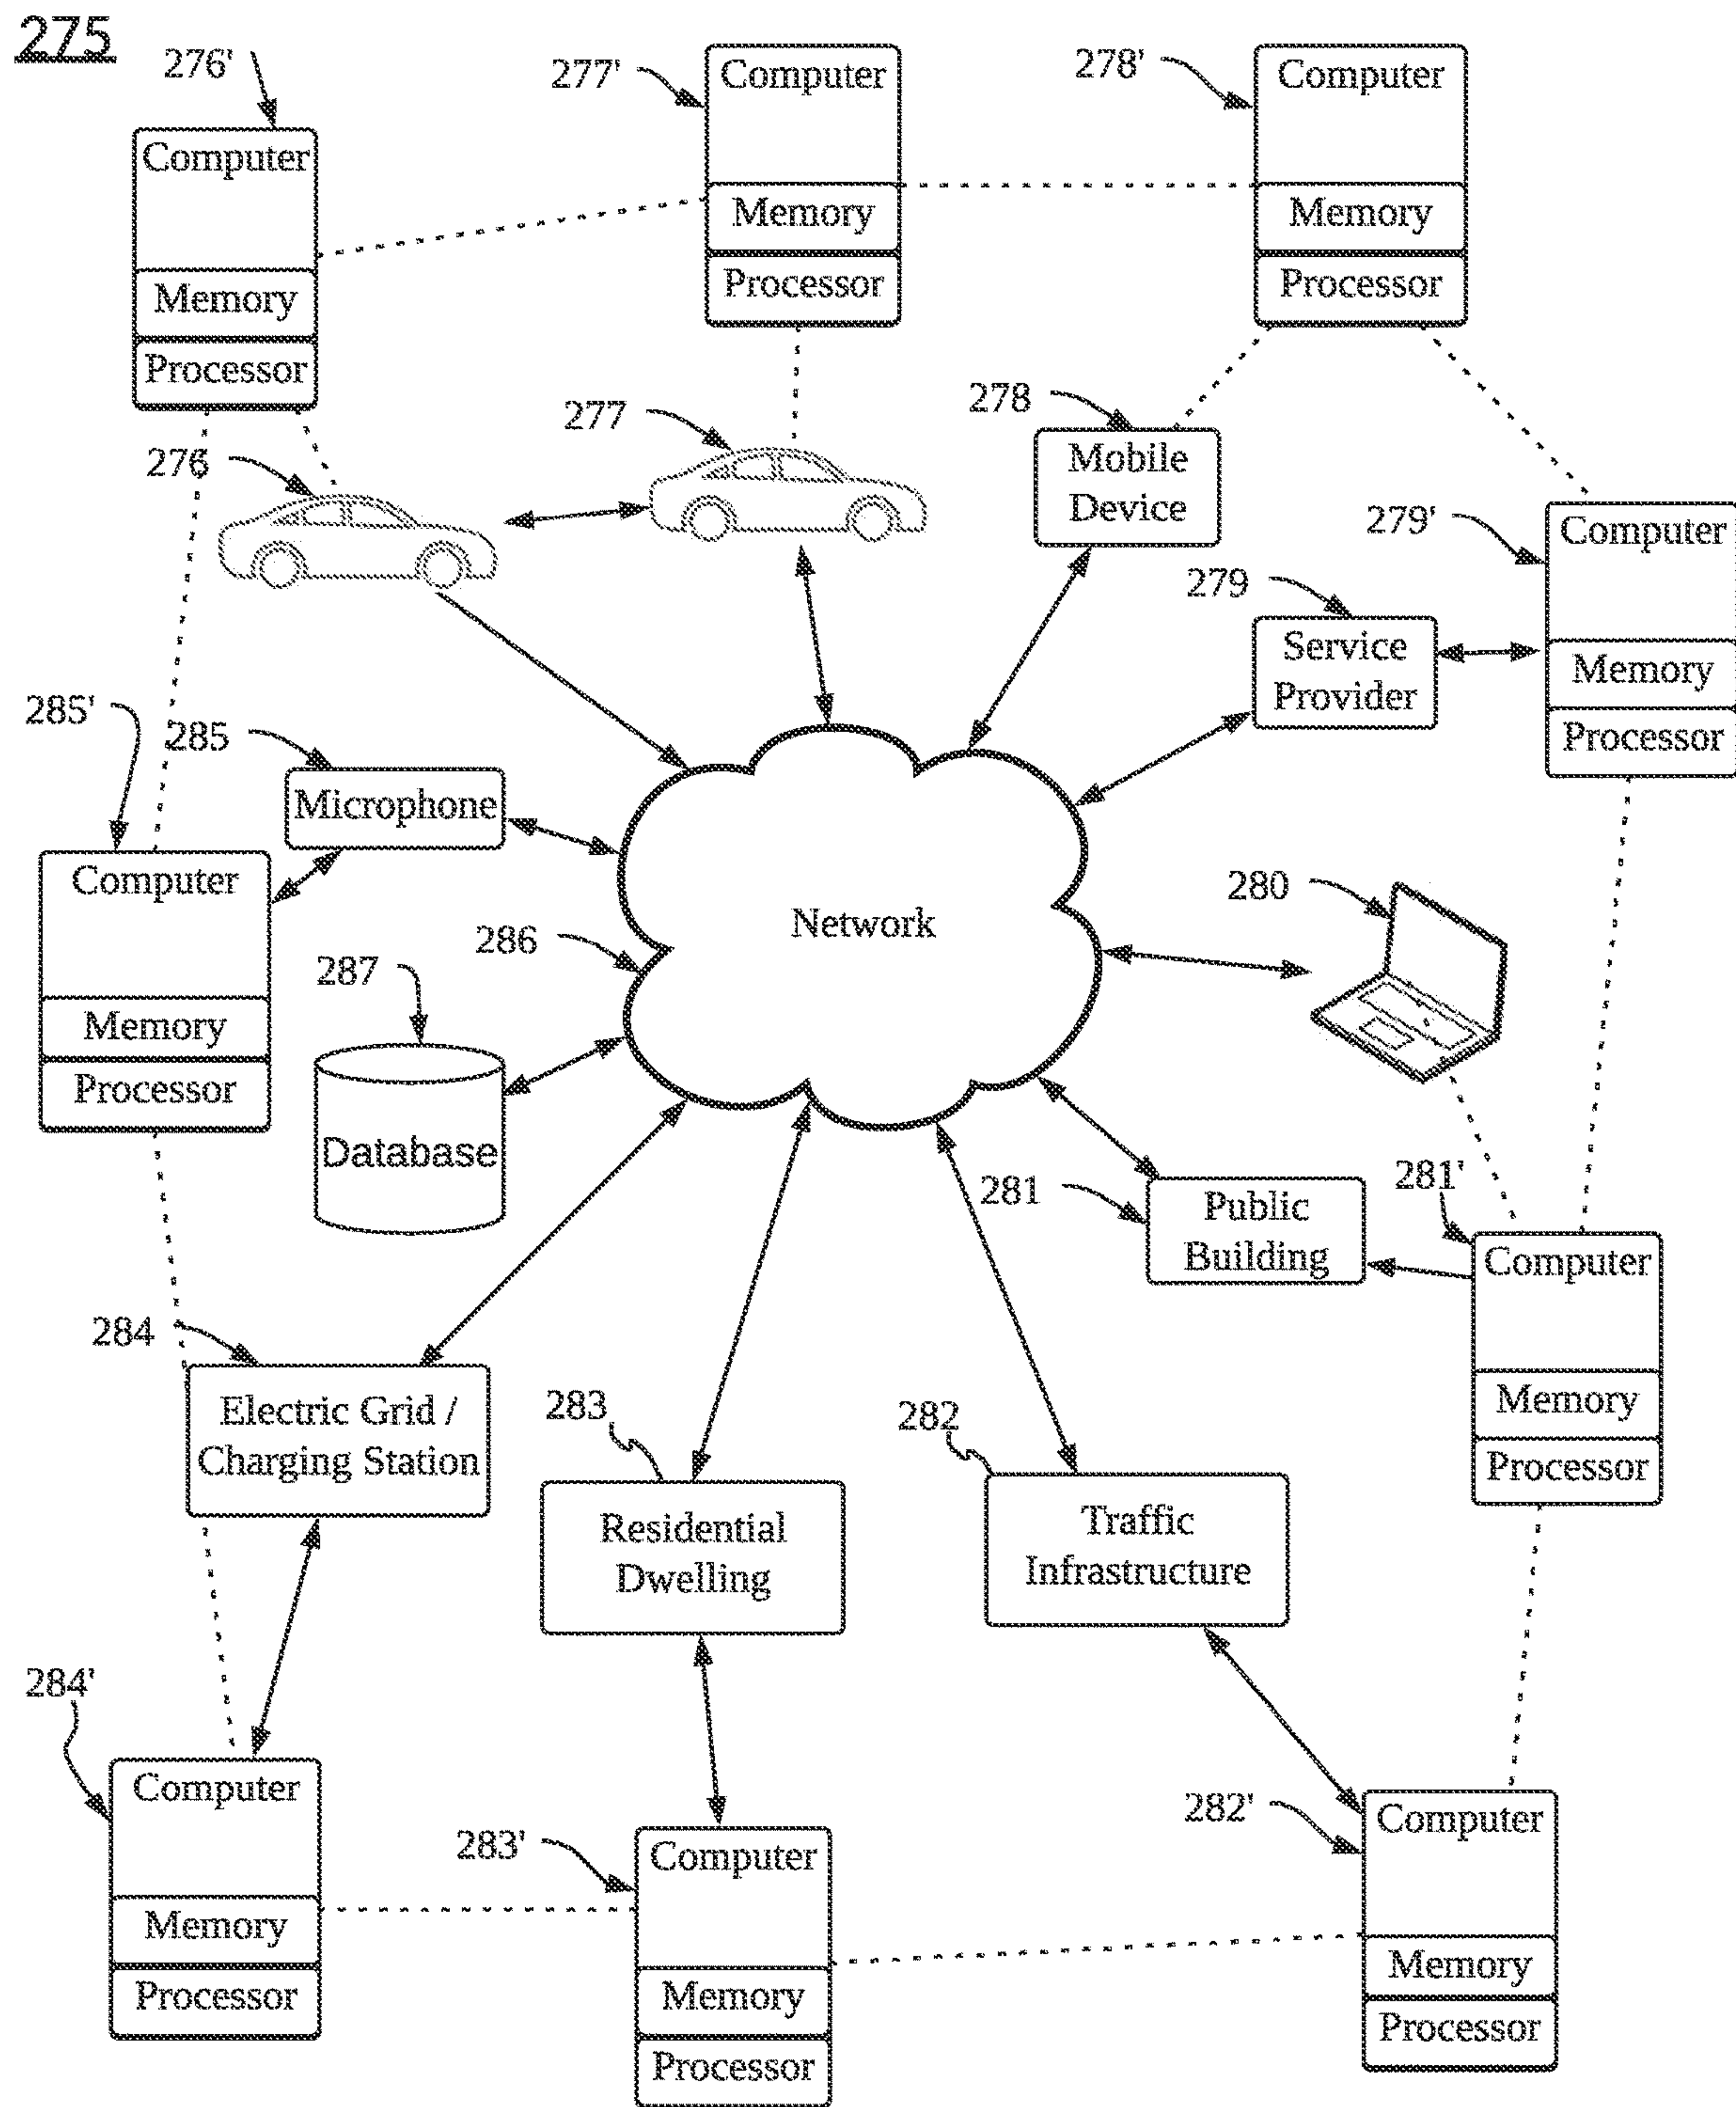 275
276'
277'
278'
Computer
Memory
Processor
Computer
Memory
Processor
Computer
Memory
Processor
276
277
278
Mobile
Device
279'
Computer
Memory
Processor
279
Service
Provider
285'
285
Microphone
Computer
Memory
Processor
286
Network
280
287
Database
281
Public
Building
281'
Computer
Memory
Processor
284
Electric Grid /
Charging Station
283
Residential
Dwelling
282
Traffic
Infrastructure
284'
Computer
Memory
Processor
283'
Computer
Memory
Processor
282'
Computer
Memory
Processor